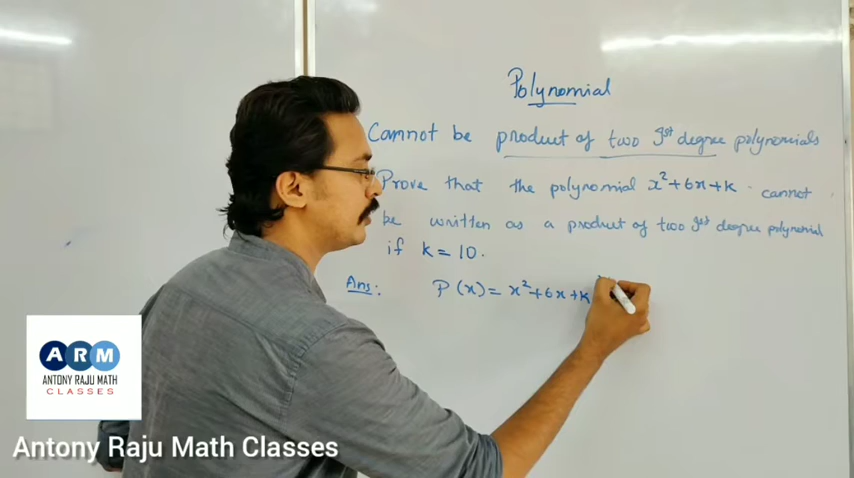 Polynomial
Cannot be product of two 1st degree polynomials
Prove that the polynomial x²+6x+k cannot
be written as a product of two 1st degree polynomial
if k = 10.
Ans: P(x) = x²+6x+k
ARM
ANTONY RAJU MATH
CLASSES
Antony Raju Math Classes